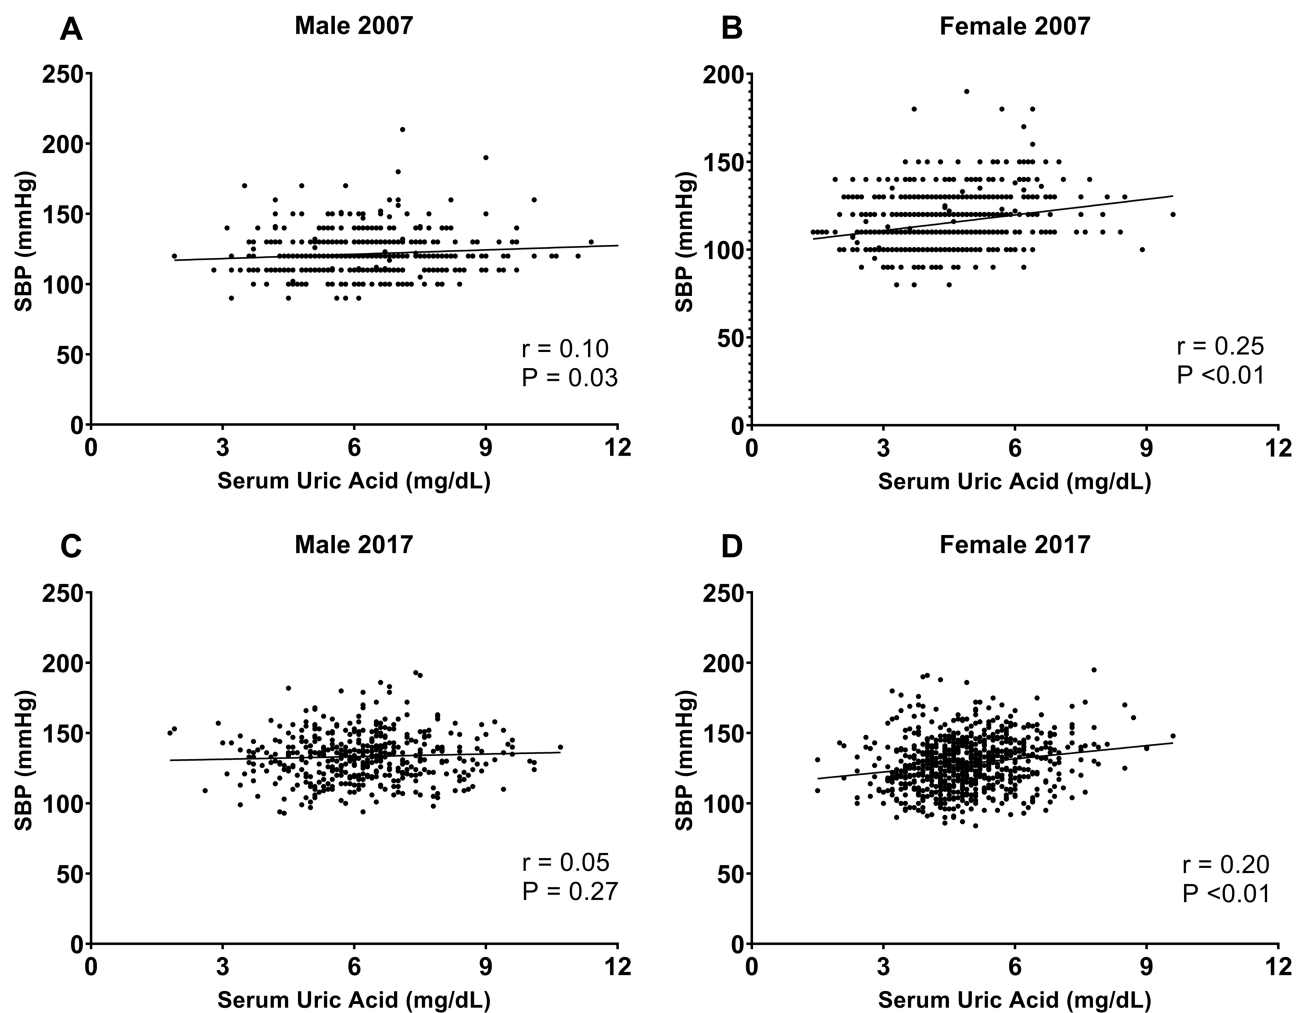 A
Male 2007
250
200
150
100
50
0
SBP (mmHg)
r = 0.10
P = 0.03
0 3 6 9 12
Serum Uric Acid (mg/dL)
B
Female 2007
200
150
100
50
0
SBP (mmHg)
r = 0.25
P <0.01
0 3 6 9 12
Serum Uric Acid (mg/dL)
C
Male 2017
250
200
150
100
50
0
SBP (mmHg)
r = 0.05
P = 0.27
0 3 6 9 12
Serum Uric Acid (mg/dL)
D
Female 2017
250
200
150
100
50
0
SBP (mmHg)
r = 0.20
P <0.01
0 3 6 9 12
Serum Uric Acid (mg/dL)